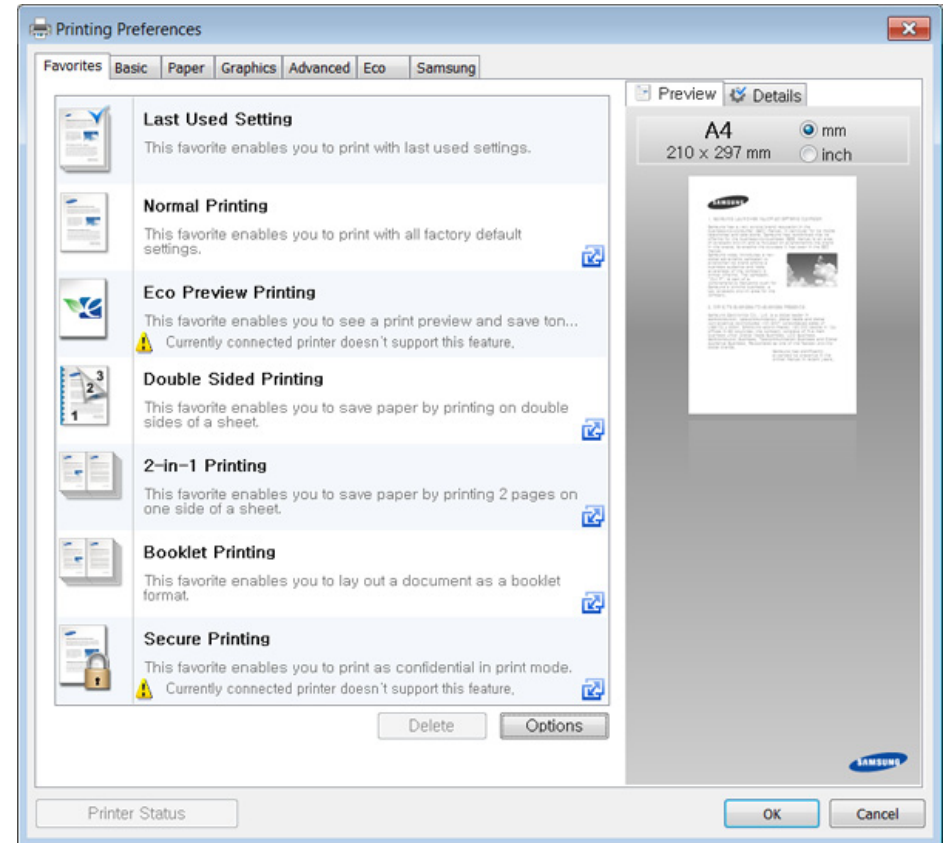 Printing Preferences
Favorites Basic Paper Graphics Advanced Eco Samsung
Last Used Setting
This favorite enables you to print with last used settings.
Normal Printing
This favorite enables you to print with all factory default
settings.
Eco Preview Printing
This favorite enables you to see a print preview and save ton...
Currently connected printer doesn't support this feature.
Double Sided Printing
This favorite enables you to save paper by printing on double
sides of a sheet.
2-in-1 Printing
This favorite enables you to save paper by printing 2 pages on
one side of a sheet.
Booklet Printing
This favorite enables you to lay out a document as a booklet
format.
Secure Printing
This favorite enables you to print as confidential in print mode.
Currently connected printer doesn't support this feature.
Delete Options
Preview Details
A4
210 x 297 mm
mm
inch
SAMSUNG
SAMSUNG
Printer Status OK Cancel